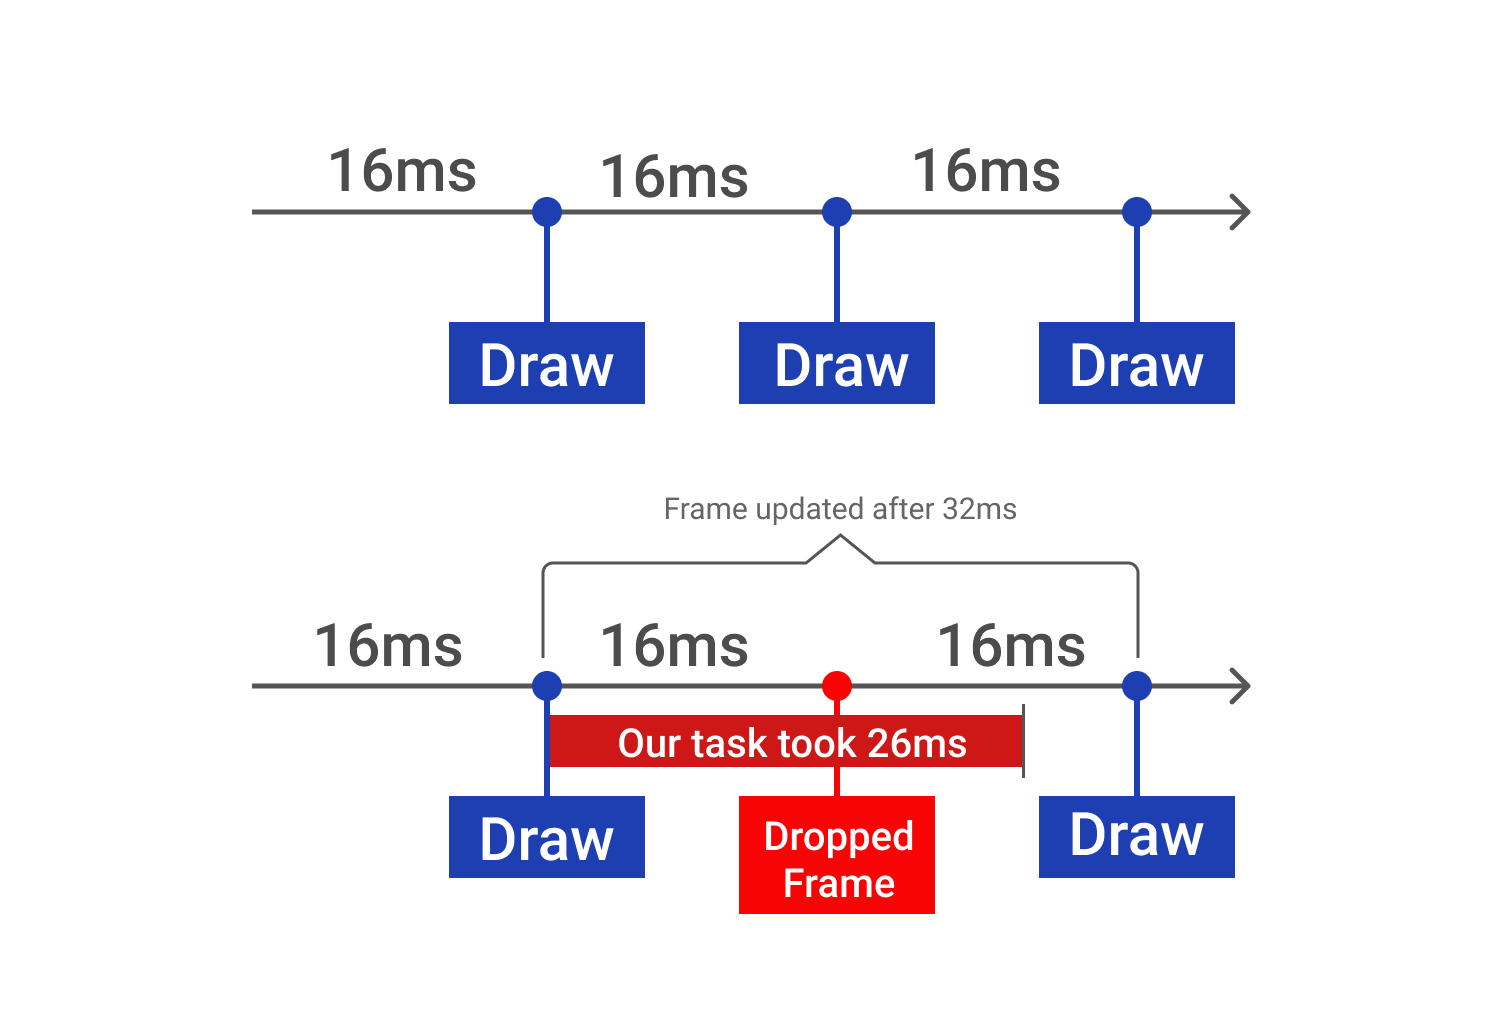 16ms
16ms
16ms
Draw
Draw
Draw
Frame updated after 32ms
16ms
16ms
16ms
Our task took 26ms
Draw
Dropped
Frame
Draw